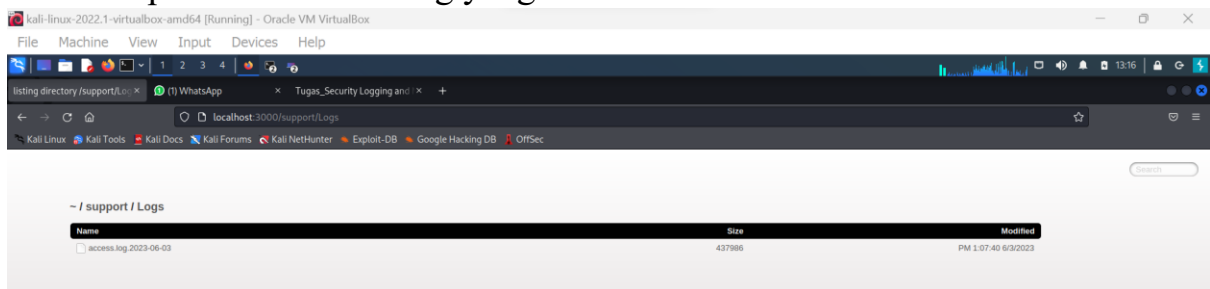 kali-linux-2022.1-virtualbox-amd64 [Running] - Oracle VM VirtualBox
File Machine View Input Devices Help
1 2 3 4 13:16
listing directory /support/Log × (1) WhatsApp × Tugas_Security Logging and × +
localhost:3000/support/Logs
Kali Linux Kali Tools Kali Docs Kali Forums Kali NetHunter Exploit-DB Google Hacking DB OffSec
Search
~ / support / Logs
Name Size Modified
access.log.2023-06-03 437986 PM 1:07:40 6/3/2023